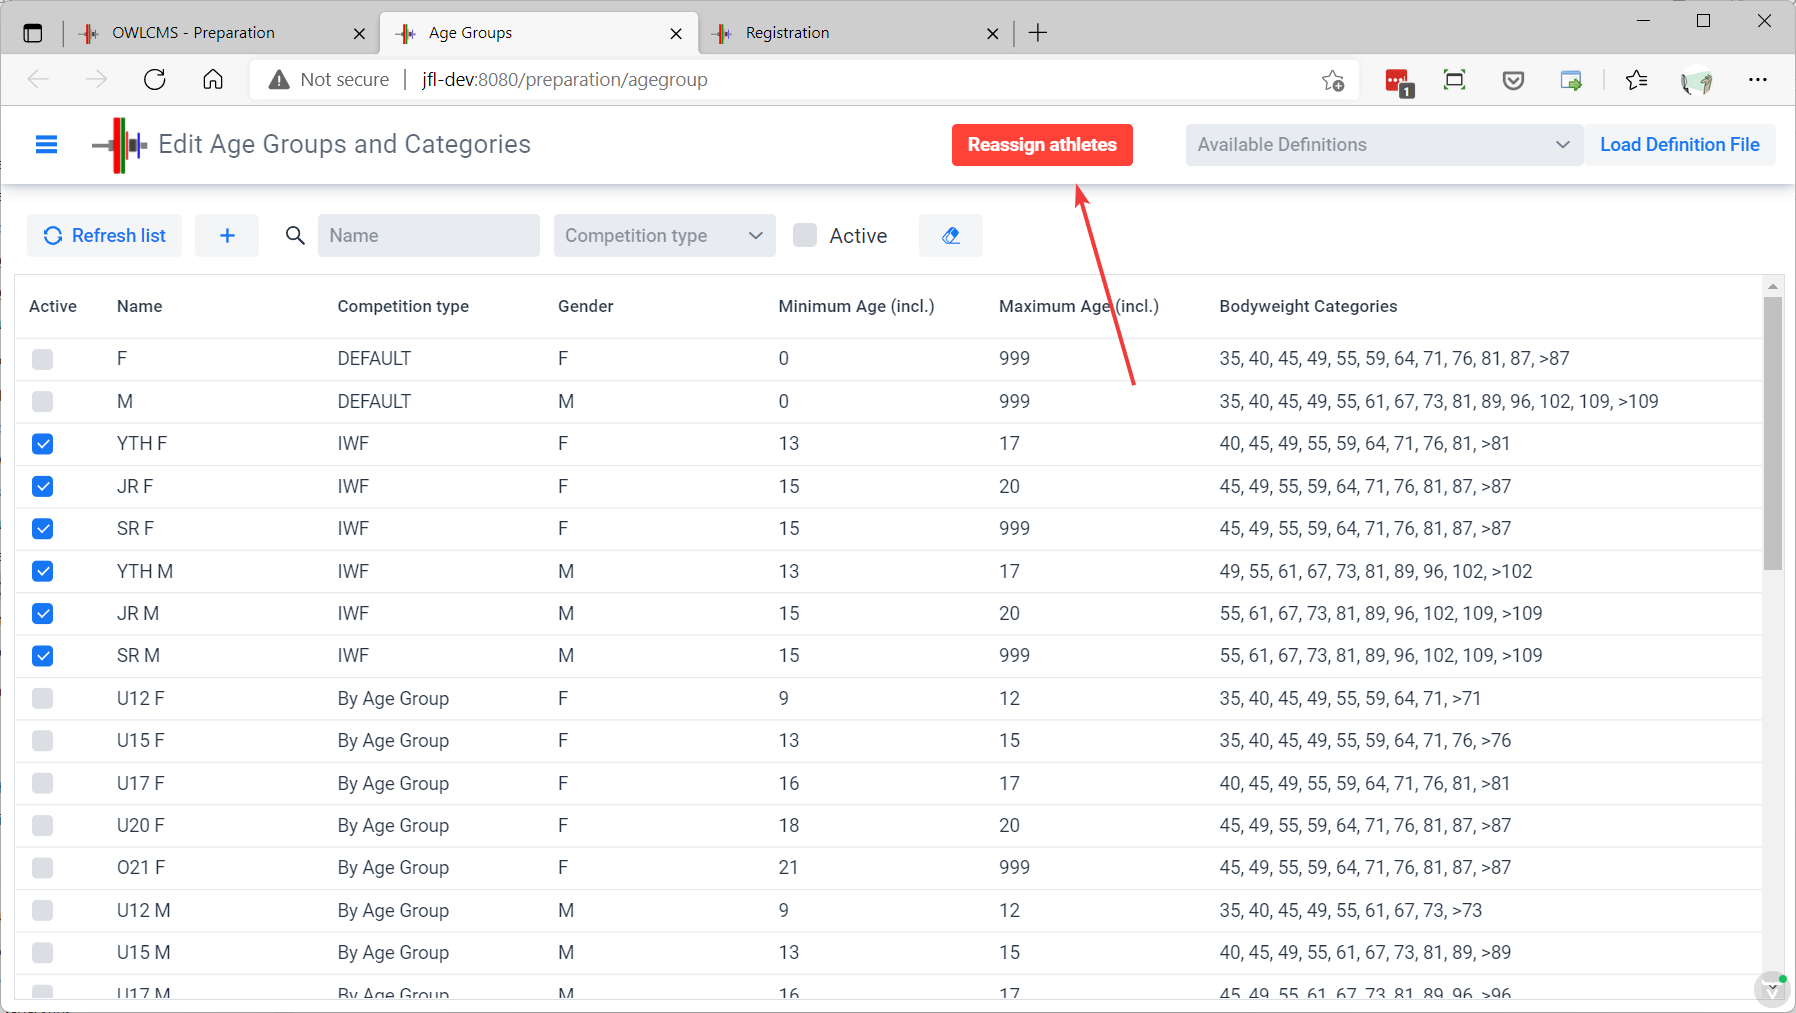 OWLCMS - Preparation
Age Groups
Registration
Not secure
jfl-dev:8080/preparation/agegroup
1
Edit Age Groups and Categories
Reassign athletes
Available Definitions
Load Definition File
Refresh list
Name
Competition type
Active
Active Name Competition type Gender Minimum Age (incl.) Maximum Age (incl.) Bodyweight Categories
F DEFAULT F 0 999 35, 40, 45, 49, 55, 59, 64, 71, 76, 81, 87, >87
M DEFAULT M 0 999 35, 40, 45, 49, 55, 61, 67, 73, 81, 89, 96, 102, 109, >109
YTH F IWF F 13 17 40, 45, 49, 55, 59, 64, 71, 76, 81, >81
JR F IWF F 15 20 45, 49, 55, 59, 64, 71, 76, 81, 87, >87
SR F IWF F 15 999 45, 49, 55, 59, 64, 71, 76, 81, 87, >87
YTH M IWF M 13 17 49, 55, 61, 67, 73, 81, 89, 96, 102, >102
JR M IWF M 15 20 55, 61, 67, 73, 81, 89, 96, 102, 109, >109
SR M IWF M 15 999 55, 61, 67, 73, 81, 89, 96, 102, 109, >109
U12 F By Age Group F 9 12 35, 40, 45, 49, 55, 59, 64, 71, >71
U15 F By Age Group F 13 15 35, 40, 45, 49, 55, 59, 64, 71, 76, >76
U17 F By Age Group F 16 17 40, 45, 49, 55, 59, 64, 71, 76, 81, >81
U20 F By Age Group F 18 20 45, 49, 55, 59, 64, 71, 76, 81, 87, >87
O21 F By Age Group F 21 999 45, 49, 55, 59, 64, 71, 76, 81, 87, >87
U12 M By Age Group M 9 12 35, 40, 45, 49, 55, 61, 67, 73, >73
U15 M By Age Group M 13 15 40, 45, 49, 55, 61, 67, 73, 81, 89, >89
U17 M By Age Group M 16 17 45, 49, 55, 61, 67, 73, 81, 89, 96, >96